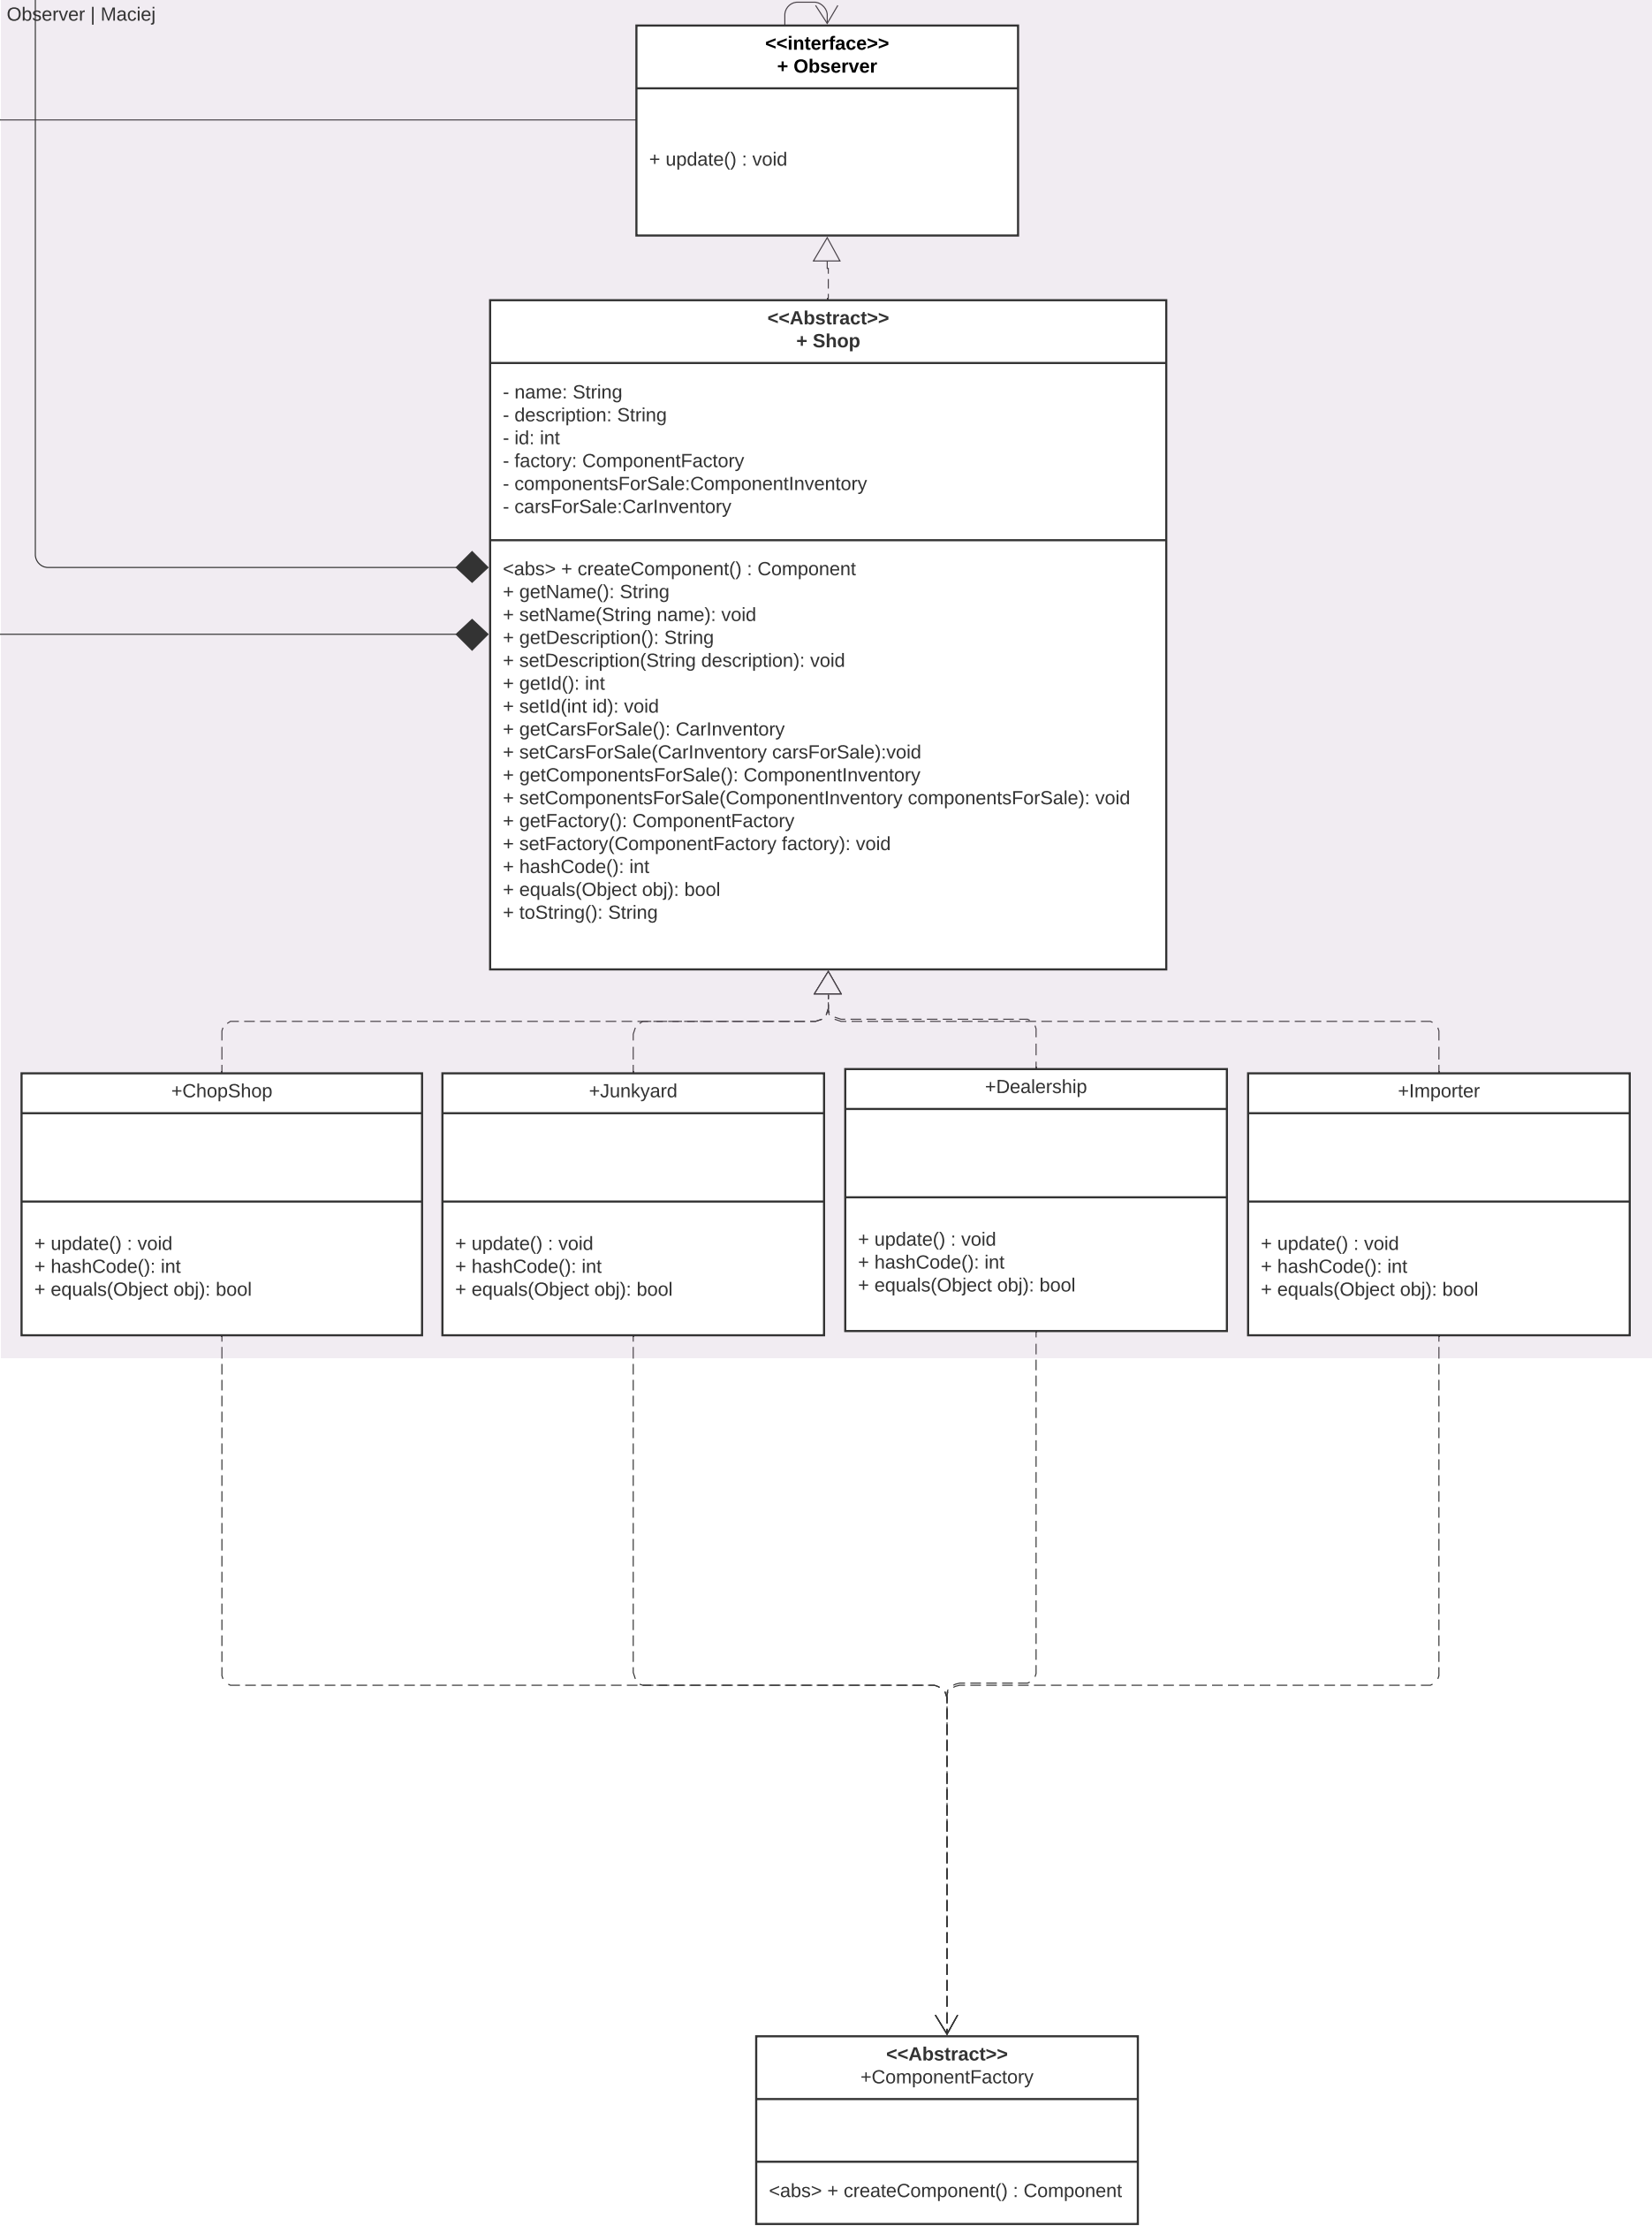 Observer | Maciej
<<interface>>
+ Observer
+ update() : void
<<Abstract>>
+ Shop
- name: String
- description: String
- id: int
- factory: ComponentFactory
- componentsForSale:ComponentInventory
- carsForSale:CarInventory
<abs> + createComponent() : Component
+ getName(): String
+ setName(String name): void
+ getDescription(): String
+ setDescription(String description): void
+ getId(): int
+ setId(int id): void
+ getCarsForSale(): CarInventory
+ setCarsForSale(CarInventory carsForSale):void
+ getComponentsForSale(): ComponentInventory
+ setComponentsForSale(ComponentInventory componentsForSale): void
+ getFactory(): ComponentFactory
+ setFactory(ComponentFactory factory): void
+ hashCode(): int
+ equals(Object obj): bool
+ toString(): String
+ChopShop
+ update() : void
+ hashCode(): int
+ equals(Object obj): bool
+Junkyard
+ update() : void
+ hashCode(): int
+ equals(Object obj): bool
+Dealership
+ update() : void
+ hashCode(): int
+ equals(Object obj): bool
+Importer
+ update() : void
+ hashCode(): int
+ equals(Object obj): bool
<<Abstract>>
+ComponentFactory
<abs> + createComponent() : Component